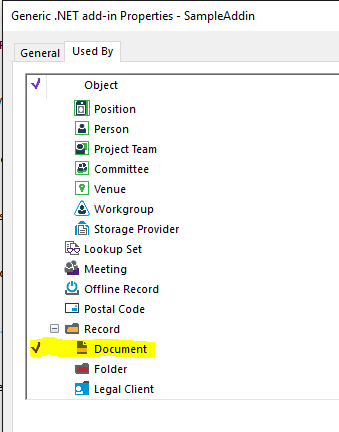 Generic .NET add-in Properties - SampleAddin
General
Used By
Object
Position
Person
Project Team
Committee
Venue
Workgroup
Storage Provider
Lookup Set
Meeting
Offline Record
Postal Code
Record
Document
Folder
Legal Client